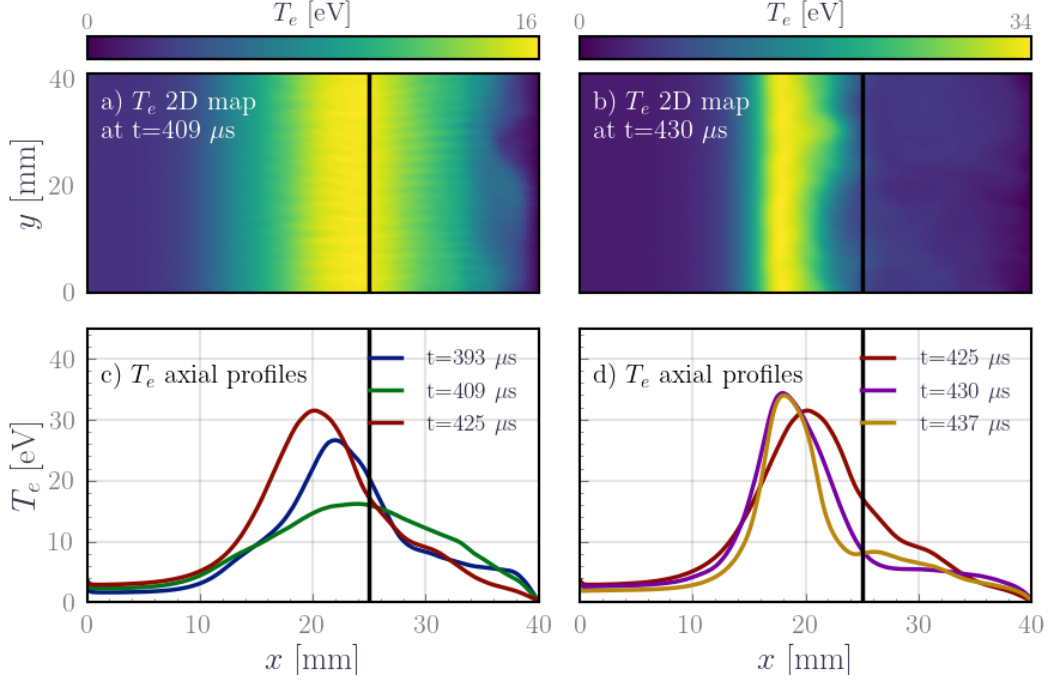 T_e [eV]
T_e [eV]
0
16
0
34
a) T_e 2D map
at t=409 μs
b) T_e 2D map
at t=430 μs
40
20
0
y [mm]
c) T_e axial profiles
t=393 μs
t=409 μs
t=425 μs
d) T_e axial profiles
t=425 μs
t=430 μs
t=437 μs
40
30
20
10
0
T_e [eV]
0
10
20
30
40
0
10
20
30
40
x [mm]
x [mm]